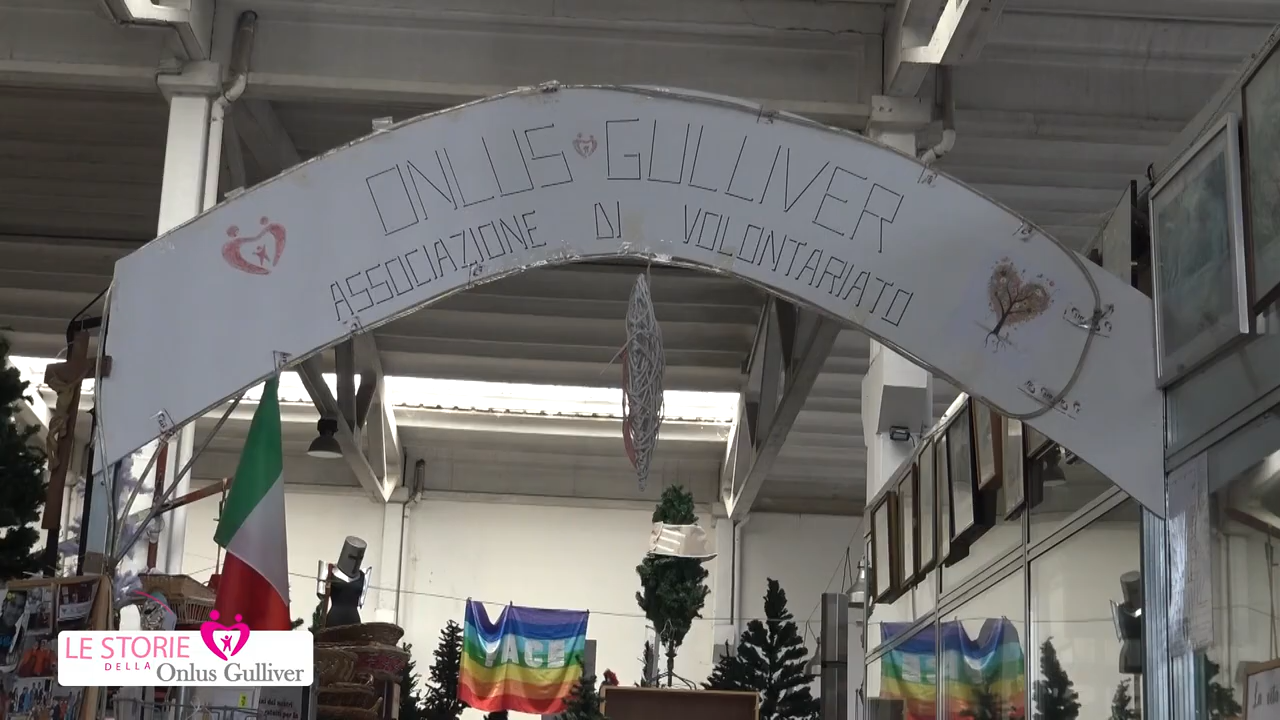 ONLUS GULLIVER
ASSOCIAZIONE DI VOLONTARIATO
PACE
LE STORIE
DELLA
Onlus Gulliver